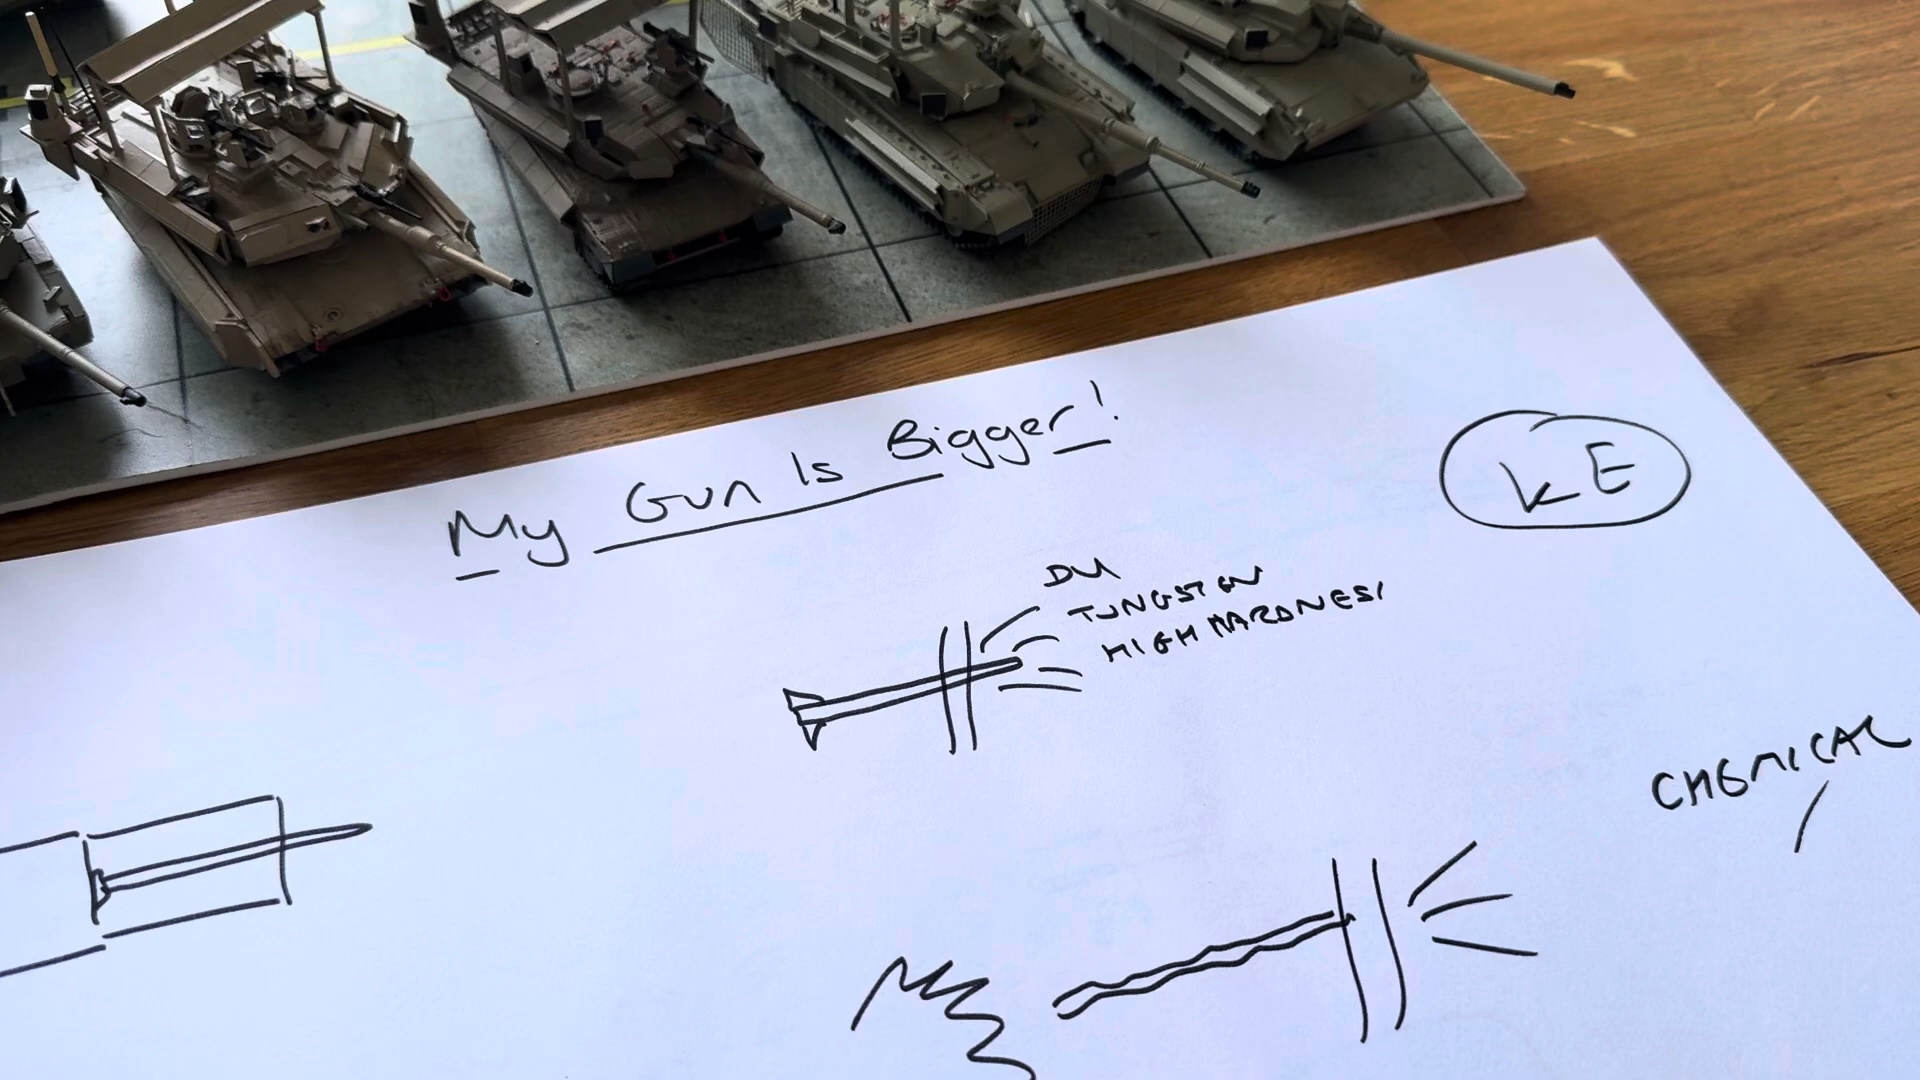 My Gun Is Bigger!
KE
DU
TUNGSTEN
HIGH HARDNESS
CHEMICAL